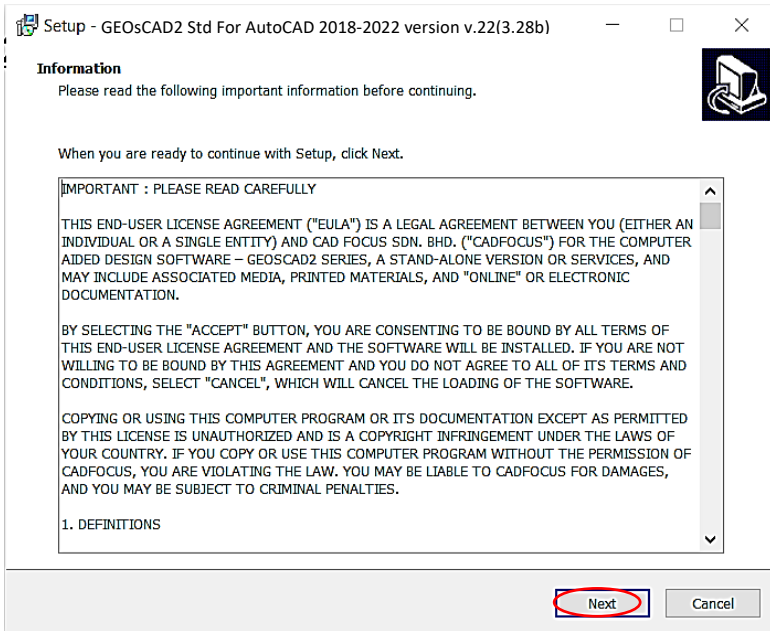 Setup - GEOsCAD2 Std For AutoCAD 2018-2022 version v.22(3.28b)
Information
Please read the following important information before continuing.
When you are ready to continue with Setup, click Next.
IMPORTANT : PLEASE READ CAREFULLY
THIS END-USER LICENSE AGREEMENT ("EULA") IS A LEGAL AGREEMENT BETWEEN YOU (EITHER AN
INDIVIDUAL OR A SINGLE ENTITY) AND CAD FOCUS SDN. BHD. ("CADFOCUS") FOR THE COMPUTER
AIDED DESIGN SOFTWARE – GEOSCAD2 SERIES, A STAND-ALONE VERSION OR SERVICES, AND
MAY INCLUDE ASSOCIATED MEDIA, PRINTED MATERIALS, AND "ONLINE" OR ELECTRONIC
DOCUMENTATION.
BY SELECTING THE "ACCEPT" BUTTON, YOU ARE CONSENTING TO BE BOUND BY ALL TERMS OF
THIS END-USER LICENSE AGREEMENT AND THE SOFTWARE WILL BE INSTALLED. IF YOU ARE NOT
WILLING TO BE BOUND BY THIS AGREEMENT AND YOU DO NOT AGREE TO ALL OF ITS TERMS AND
CONDITIONS, SELECT "CANCEL", WHICH WILL CANCEL THE LOADING OF THE SOFTWARE.
COPYING OR USING THIS COMPUTER PROGRAM OR ITS DOCUMENTATION EXCEPT AS PERMITTED
BY THIS LICENSE IS UNAUTHORIZED AND IS A COPYRIGHT INFRINGEMENT UNDER THE LAWS OF
YOUR COUNTRY. IF YOU COPY OR USE THIS COMPUTER PROGRAM WITHOUT THE PERMISSION OF
CADFOCUS, YOU ARE VIOLATING THE LAW. YOU MAY BE LIABLE TO CADFOCUS FOR DAMAGES,
AND YOU MAY BE SUBJECT TO CRIMINAL PENALTIES.
1. DEFINITIONS
Next
Cancel